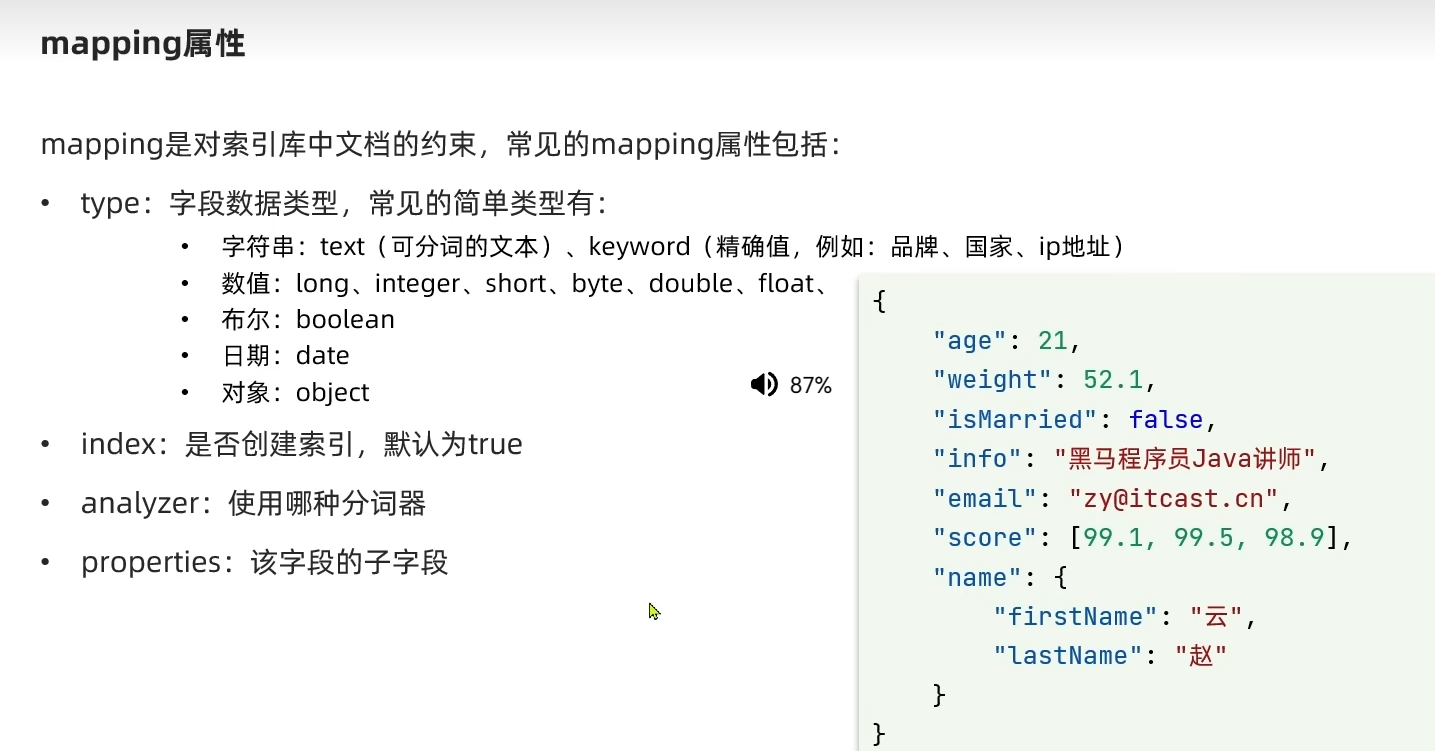 mapping属性
mapping是对索引库中文档的约束，常见的mapping属性包括：
• type：字段数据类型，常见的简单类型有：
• 字符串：text（可分词的文本）、keyword（精确值，例如：品牌、国家、ip地址）
• 数值：long、integer、short、byte、double、float、
• 布尔：boolean
• 日期：date
• 对象：object
• index：是否创建索引，默认为true
• analyzer：使用哪种分词器
• properties：该字段的子字段
87%
{
"age": 21,
"weight": 52.1,
"isMarried": false,
"info": "黑马程序员Java讲师",
"email": "zy@itcast.cn",
"score": [99.1, 99.5, 98.9],
"name": {
"firstName": "云",
"lastName": "赵"
}
}